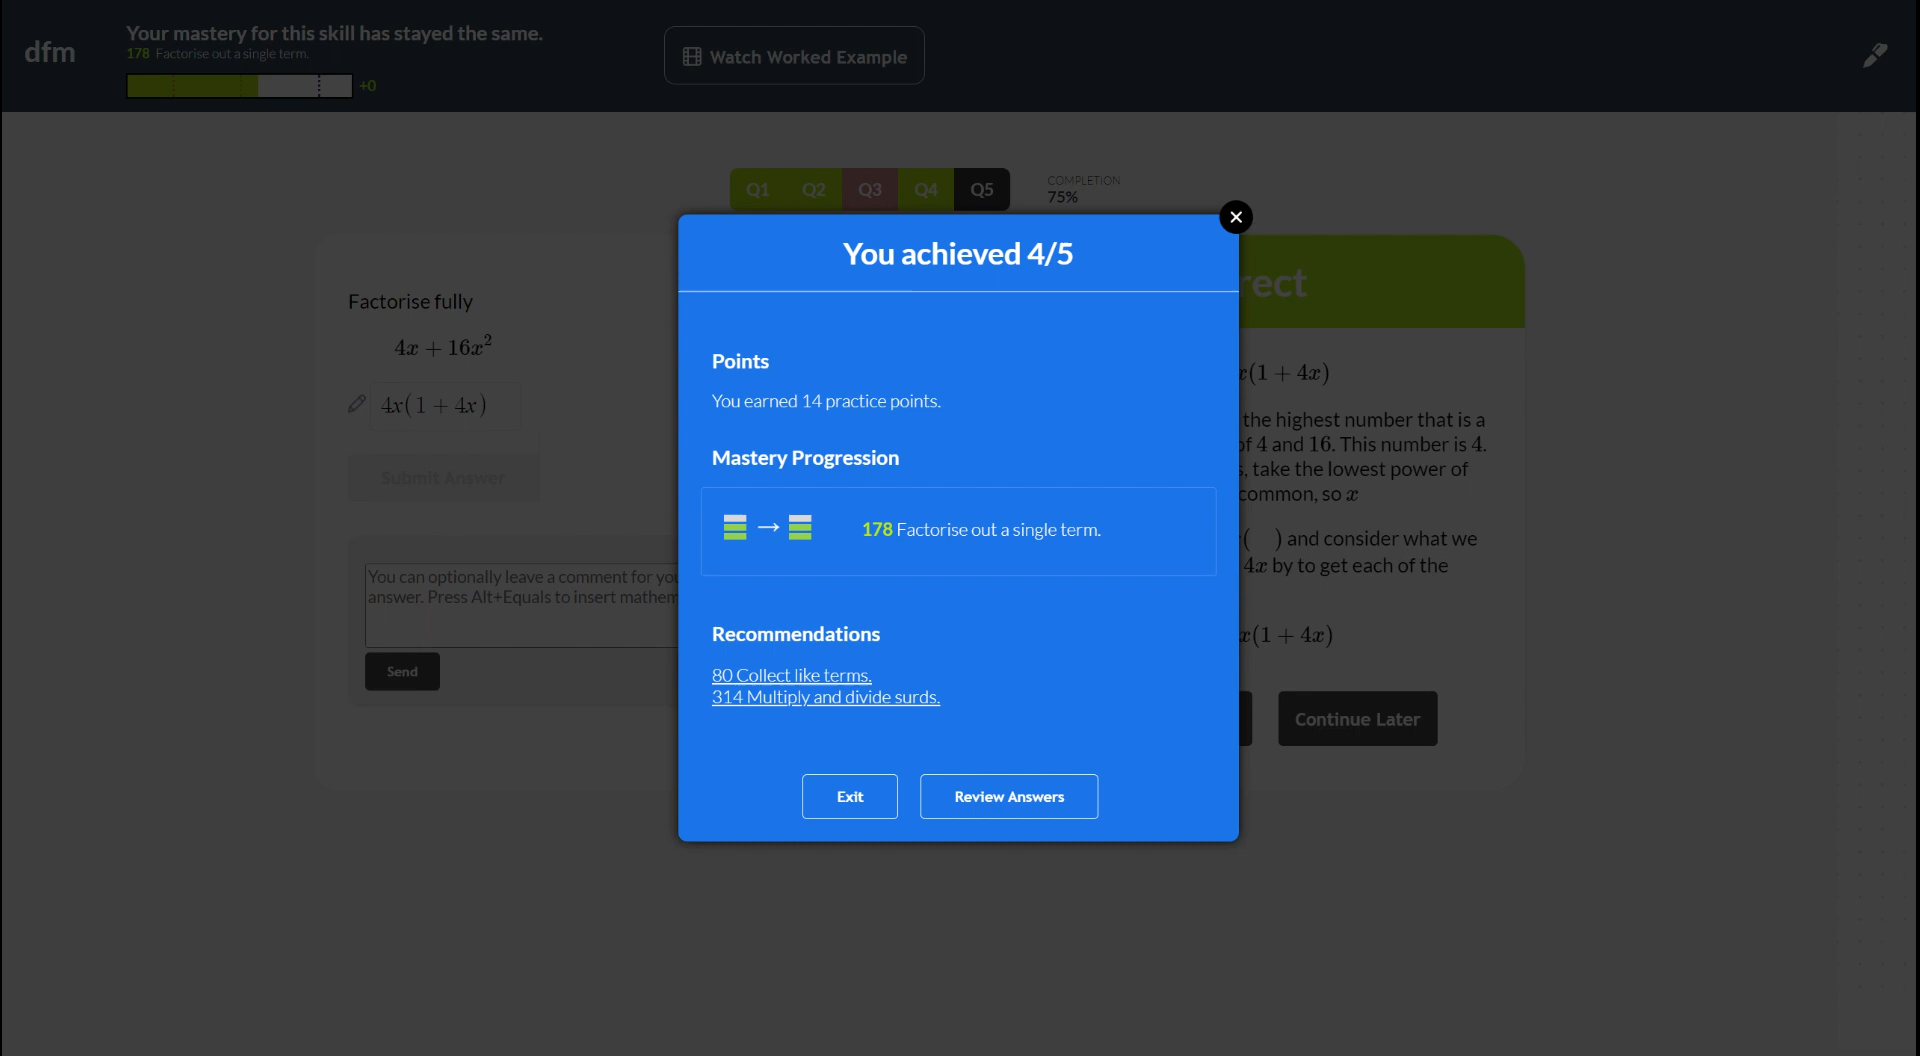 dfm
Your mastery for this skill has stayed the same.
178 Factorise out a single term.
+0
Watch Worked Example
Q1 Q2 Q3 Q4 Q5
COMPLETION
75%
You achieved 4/5
Points
You earned 14 practice points.
Mastery Progression
→ 178 Factorise out a single term.
Recommendations
80 Collect like terms.
314 Multiply and divide surds.
Exit
Review Answers
Factorise fully
4x + 16x²
4x(1 + 4x)
Submit Answer
You can optionally leave a comment for
answer. Press Alt+Equals to insert
Send
rect
x(1 + 4x)
the highest number that is a
of 4 and 16. This number is 4.
take the lowest power of
common, so x
( ) and consider what we
4x by to get each of the
x(1 + 4x)
Continue Later